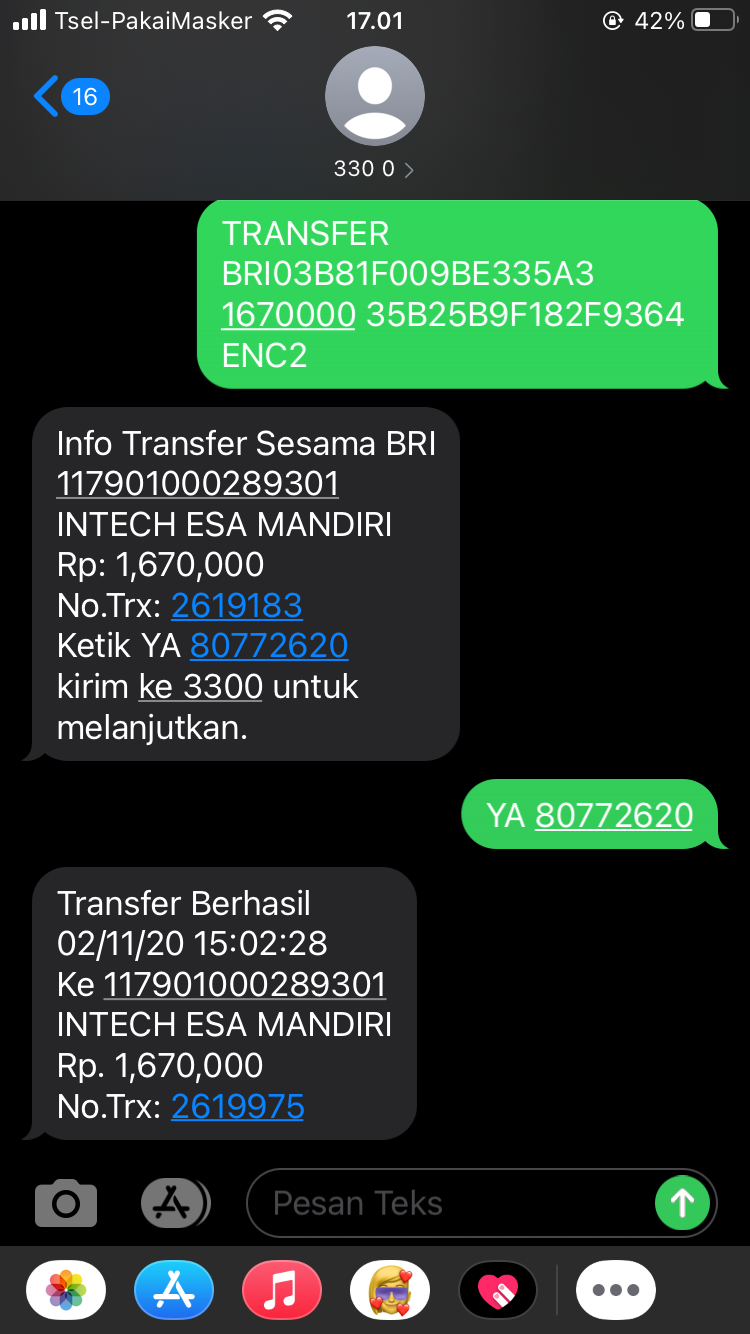 Tsel-PakaiMasker 17.01 42%
16
330 0
TRANSFER
BRI03B81F009BE335A3
1670000 35B25B9F182F9364
ENC2
Info Transfer Sesama BRI
117901000289301
INTECH ESA MANDIRI
Rp: 1,670,000
No.Trx: 2619183
Ketik YA 80772620
kirim ke 3300 untuk
melanjutkan.
YA 80772620
Transfer Berhasil
02/11/20 15:02:28
Ke 117901000289301
INTECH ESA MANDIRI
Rp. 1,670,000
No.Trx: 2619975
Pesan Teks